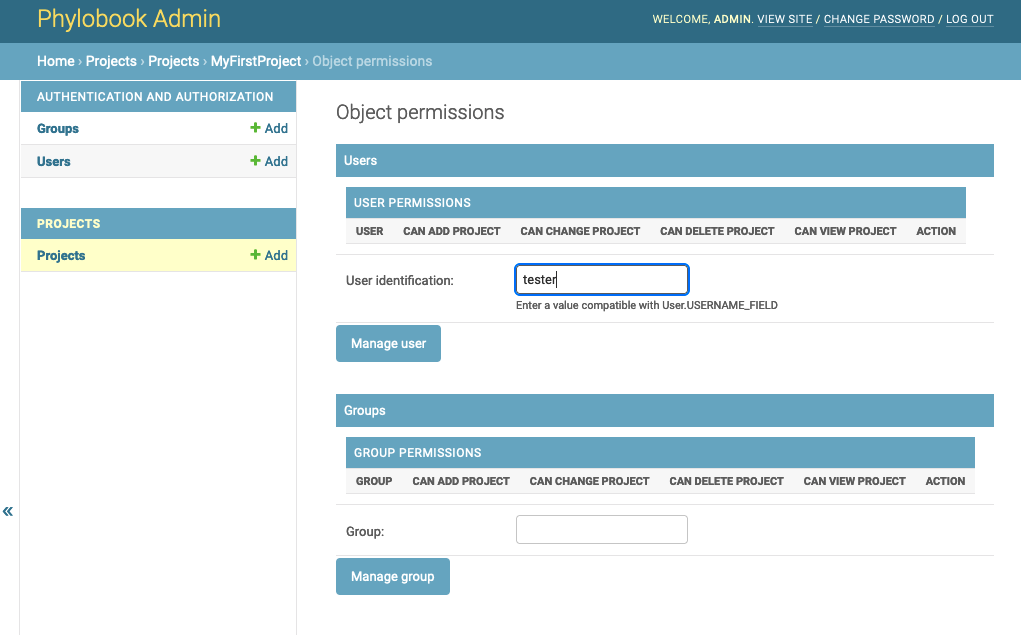 Phylobook Admin
WELCOME, ADMIN. VIEW SITE / CHANGE PASSWORD / LOG OUT
Home › Projects › Projects › MyFirstProject › Object permissions
AUTHENTICATION AND AUTHORIZATION
Groups + Add
Users + Add
PROJECTS
Projects + Add
«
Object permissions
Users
USER PERMISSIONS
USER CAN ADD PROJECT CAN CHANGE PROJECT CAN DELETE PROJECT CAN VIEW PROJECT ACTION
User identification: tester
Enter a value compatible with User.USERNAME_FIELD
Manage user
Groups
GROUP PERMISSIONS
GROUP CAN ADD PROJECT CAN CHANGE PROJECT CAN DELETE PROJECT CAN VIEW PROJECT ACTION
Group:
Manage group